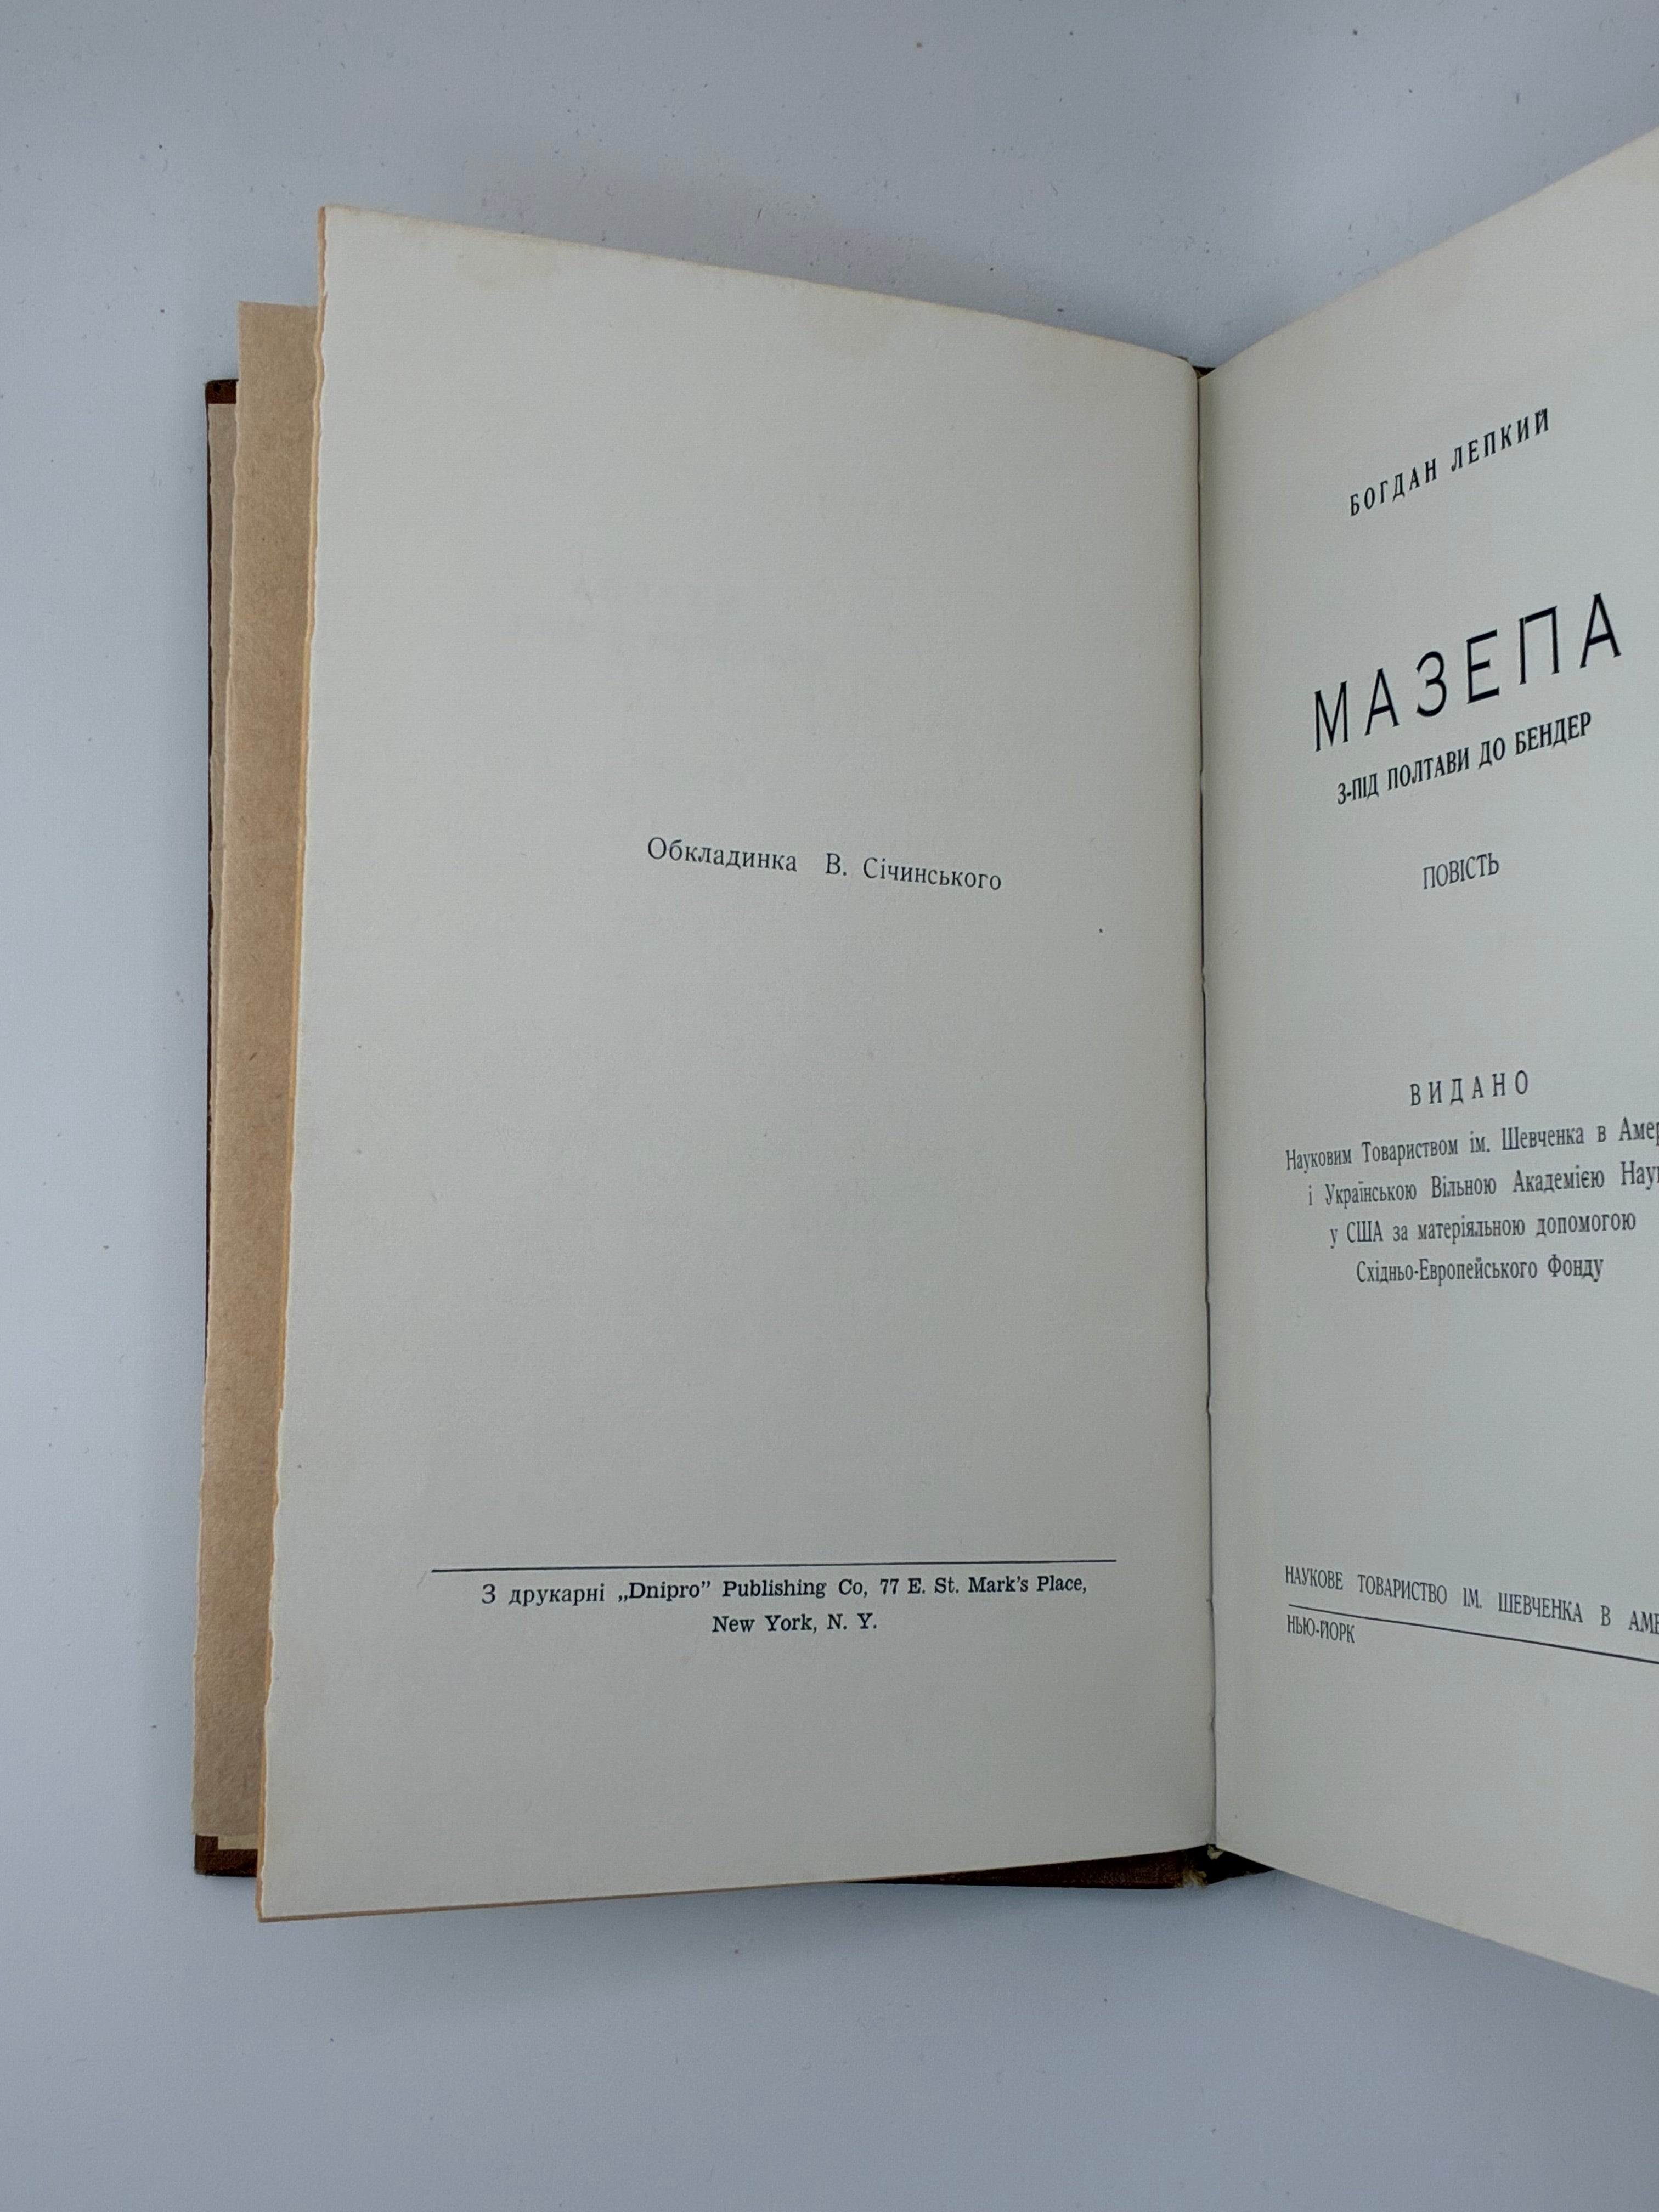 Обкладинка В. Січинського
З друкарні „Dnipro” Publishing Co, 77 E. St. Mark's Place,
New York, N. Y.
БОГДАН ЛЕПКИЙ
МАЗЕПА
З-ПІД ПОЛТАВИ ДО БЕНДЕР
ПОВІСТЬ
ВИДАНО
Науковим Товариством ім. Шевченка в
і Українською Вільною Академією
у США за матеріяльною допомогою
Східньо-Европейського Фонду
НАУКОВЕ ТОВАРИСТВО ІМ. ШЕВЧЕНКА В
НЬЮ-ЙОРК